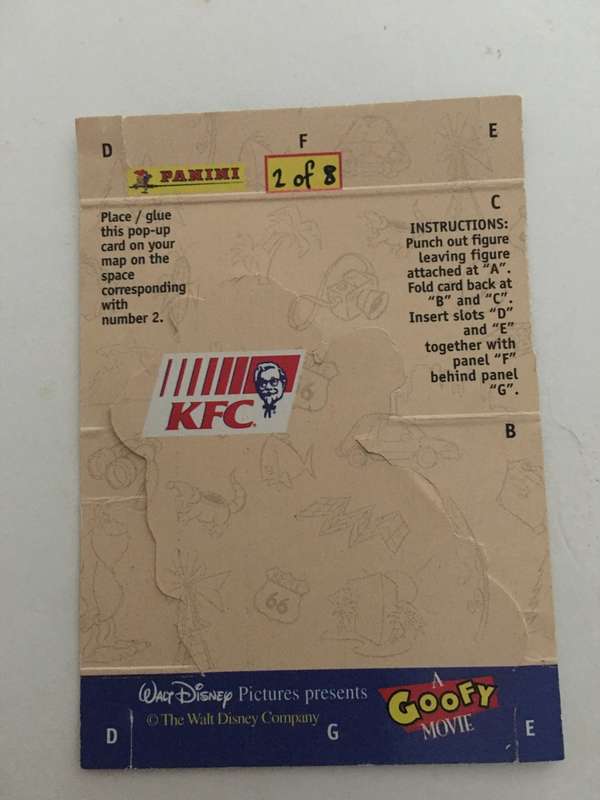 D
F
E
PANINI
2 of 8
C
Place / glue
this pop-up
card on your
map on the
space
corresponding
with
number 2.
INSTRUCTIONS:
Punch out figure
leaving figure
attached at "A".
Fold card back at
"B" and "C".
Insert slots "D"
and "E"
together with
panel "F"
behind panel
"G".
KFC
6
B
66
WALT DISNEY Pictures presents
© The Walt Disney Company
A
GOOFY
MOVIE
D
G
E